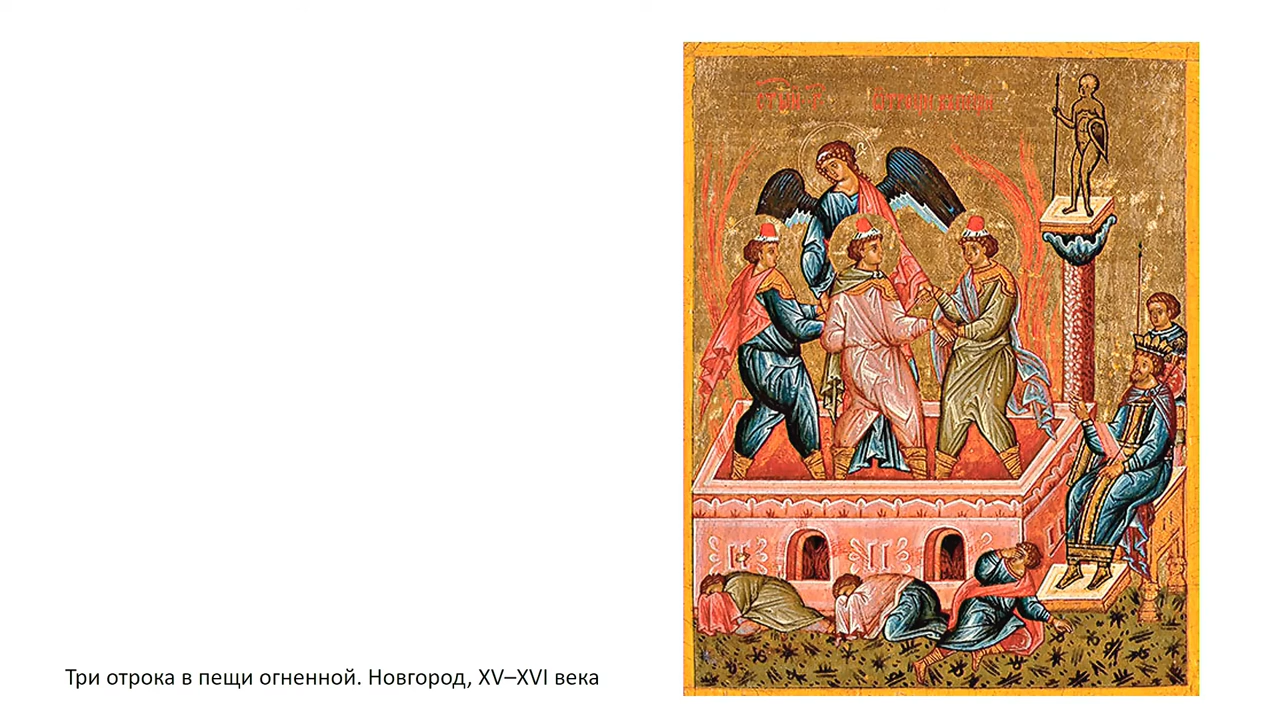 Три отрока в пещи огненной. Новгород, XV–XVI века